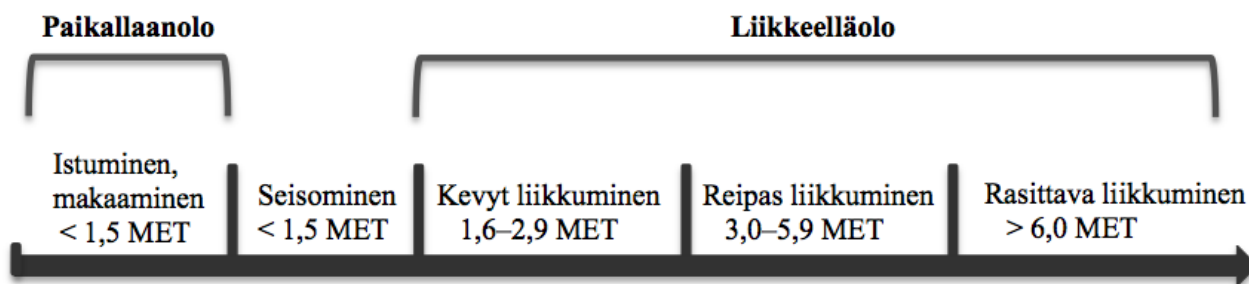 Paikallaanolo
Liikkeelläolo
Istuminen,
makaaminen
< 1,5 MET
Seisominen
< 1,5 MET
Kevyt liikkuminen
1,6–2,9 MET
Reipas liikkuminen
3,0–5,9 MET
Rasittava liikkuminen
> 6,0 MET